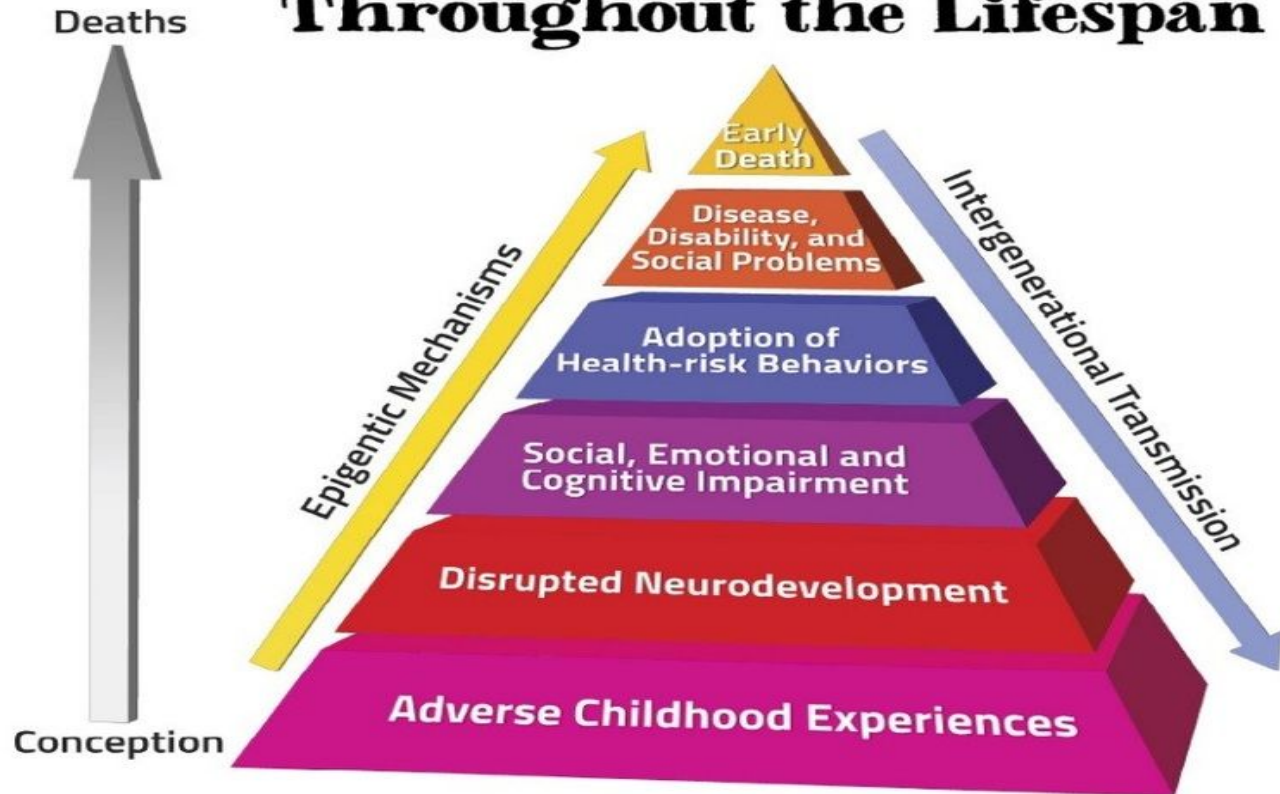 Throughout the Lifespan
Deaths
Early
Death
Disease,
Disability, and
Social Problems
Adoption of
Health-risk Behaviors
Social, Emotional and
Cognitive Impairment
Disrupted Neurodevelopment
Adverse Childhood Experiences
Epigentic Mechanisms
Intergenerational Transmission
Conception